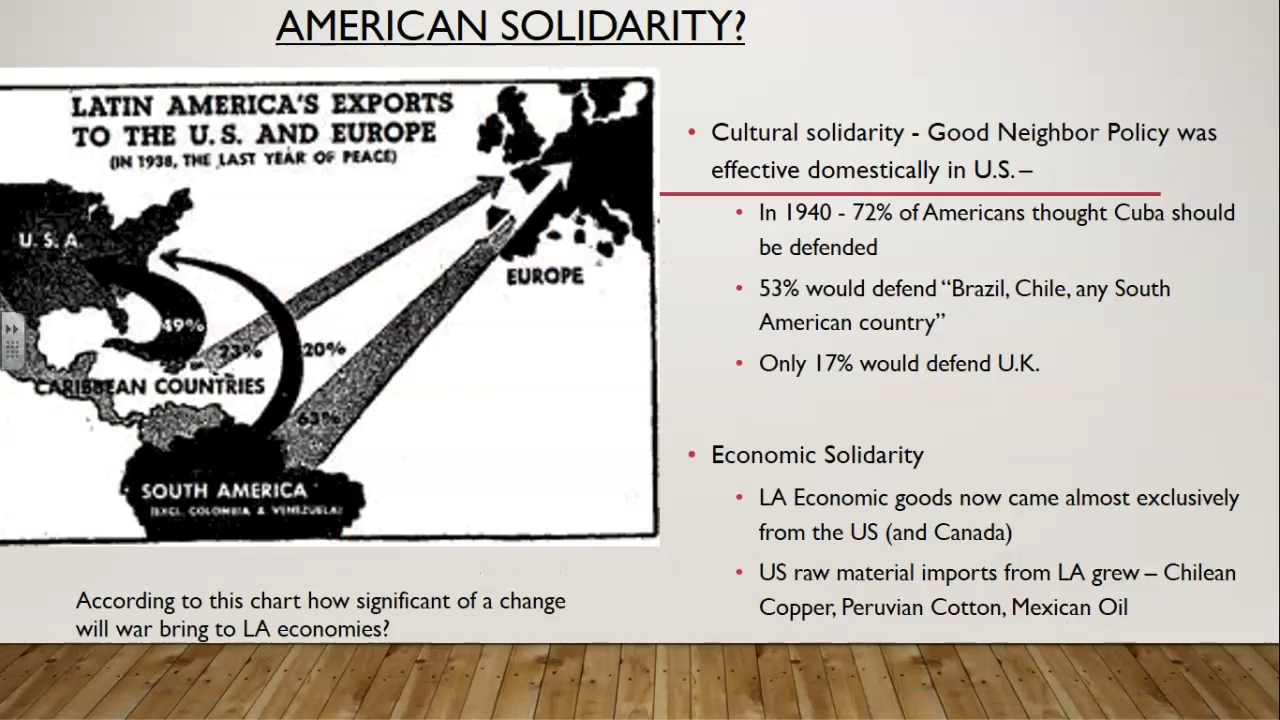 AMERICAN SOLIDARITY?
LATIN AMERICA'S EXPORTS
TO THE U.S. AND EUROPE
(IN 1938, THE LAST YEAR OF PEACE)
U.S.A.
EUROPE
49%
23%
20%
CARIBBEAN COUNTRIES
63%
SOUTH AMERICA
(EXCL. COLOMBIA & VENEZUELA)
According to this chart how significant of a change
will war bring to LA economies?
• Cultural solidarity - Good Neighbor Policy was
effective domestically in U.S. –
• In 1940 - 72% of Americans thought Cuba should
be defended
• 53% would defend “Brazil, Chile, any South
American country”
• Only 17% would defend U.K.
• Economic Solidarity
• LA Economic goods now came almost exclusively
from the US (and Canada)
• US raw material imports from LA grew – Chilean
Copper, Peruvian Cotton, Mexican Oil